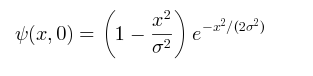 ψ(x, 0) = (1 − x²/σ²) e^{−x²/(2σ²)}